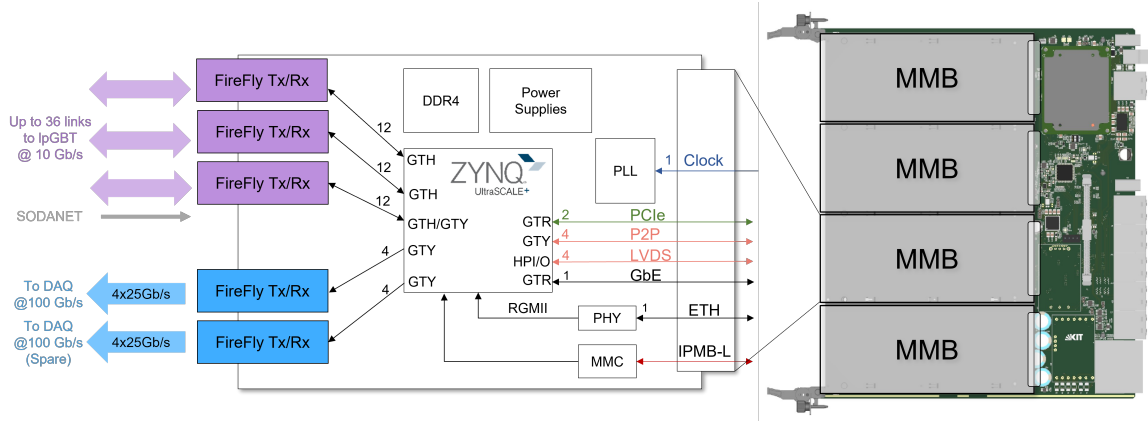 FireFly Tx/Rx
FireFly Tx/Rx
FireFly Tx/Rx
Up to 36 links
to lpGBT
@ 10 Gb/s
SODANET
12
12
12
4
4
To DAQ
@100 Gb/s
4x25Gb/s
FireFly Tx/Rx
To DAQ
@100 Gb/s
(Spare)
4x25Gb/s
FireFly Tx/Rx
DDR4
Power
Supplies
GTH
GTH
GTH/GTY
GTY
GTY
ZYNQ
UltraSCALE+
GTR
GTY
HPI/O
GTR
PLL
1 Clock
2 PCIe
4 P2P
4 LVDS
1 GbE
RGMII
PHY
1 ETH
MMC
IPMB-L
MMB
MMB
MMB
MMB
KIT